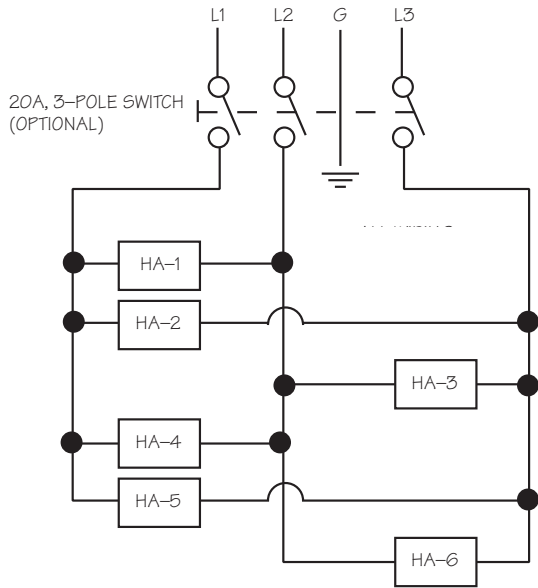 L1 L2 G L3
20A, 3–POLE SWITCH
(OPTIONAL)
HA–1
HA–2
HA–3
HA–4
HA–5
HA–6